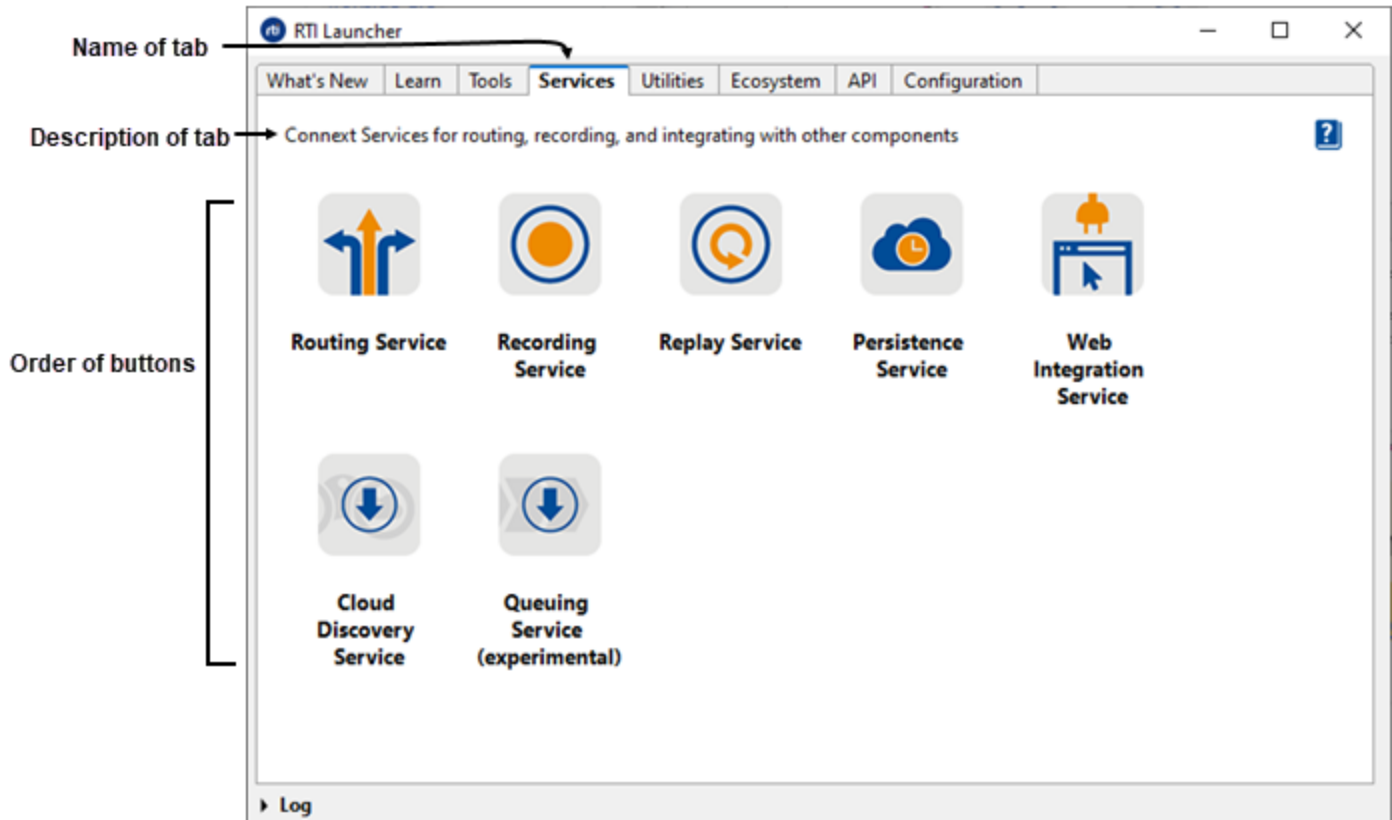 RTI Launcher
Name of tab
What's New Learn Tools Services Utilities Ecosystem API Configuration
Description of tab
Connext Services for routing, recording, and integrating with other components
?
Order of buttons
Routing Service
Recording
Service
Replay Service
Persistence
Service
Web
Integration
Service
Cloud
Discovery
Service
Queuing
Service
(experimental)
Log